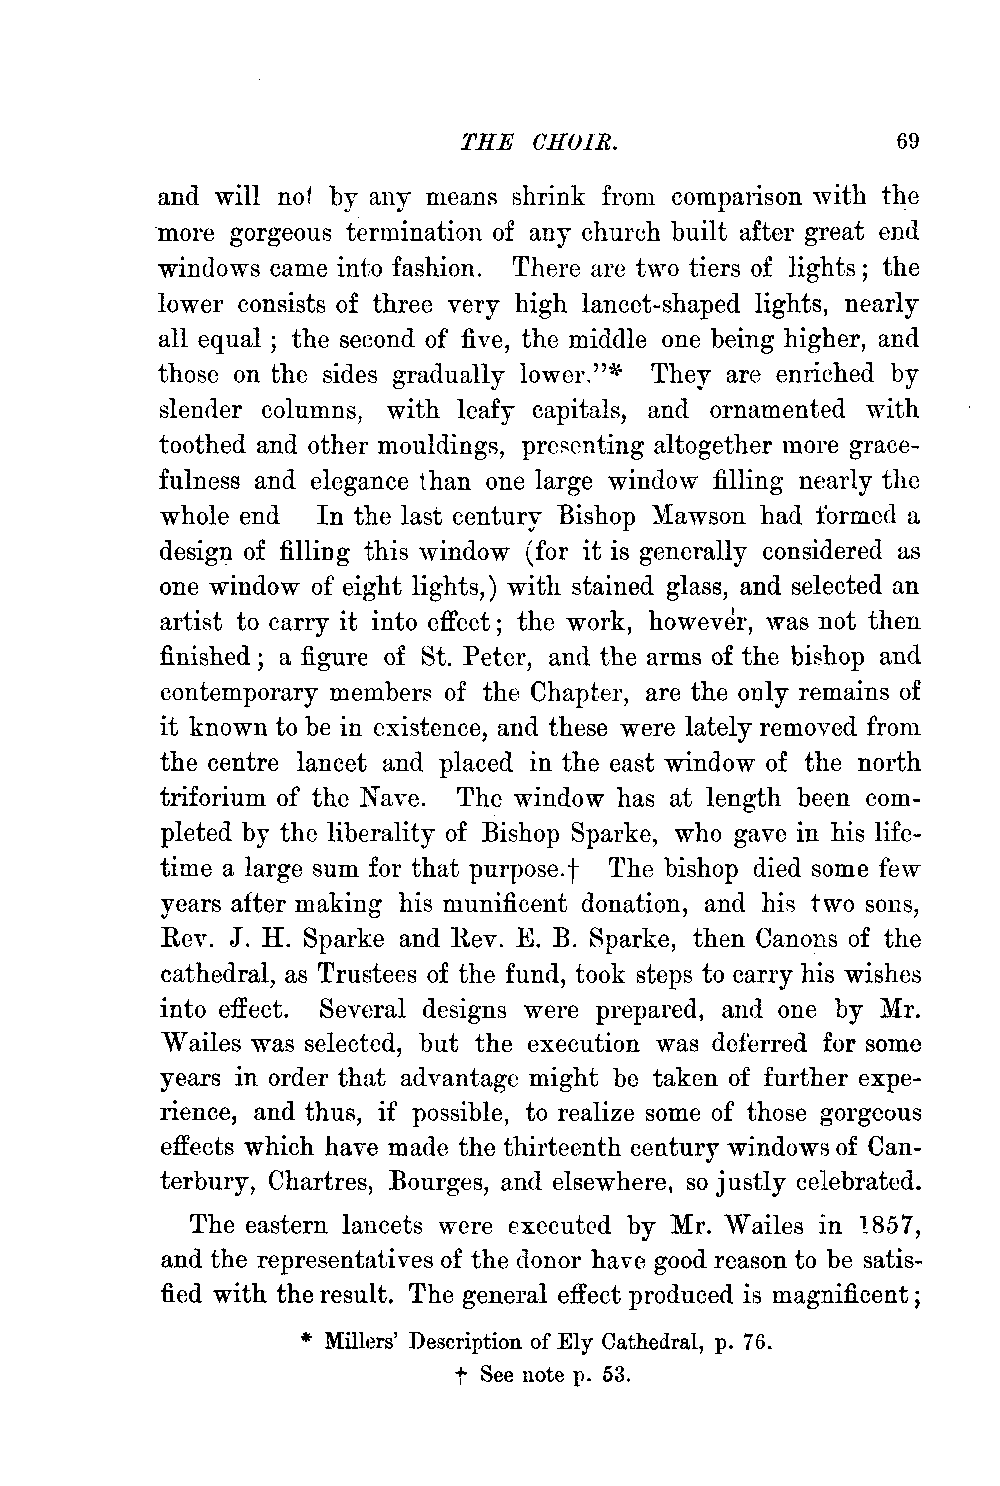 THE CHOIR. 69
and will not by any means shrink from comparison with the
more gorgeous termination of any church built after great end
windows came into fashion. There are two tiers of lights; the
lower consists of three very high lancet-shaped lights, nearly
all equal; the second of five, the middle one being higher, and
those on the sides gradually lower."* They are enriched by
slender columns, with leafy capitals, and ornamented with
toothed and other mouldings, presenting altogether more grace-
fulness and elegance than one large window filling nearly the
whole end In the last century Bishop Mawson had formed a
design of filling this window (for it is generally considered as
one window of eight lights,) with stained glass, and selected an
artist to carry it into effect; the work, however, was not then
finished; a figure of St. Peter, and the arms of the bishop and
contemporary members of the Chapter, are the only remains of
it known to be in existence, and these were lately removed from
the centre lancet and placed in the east window of the north
triforium of the Nave. The window has at length been com-
pleted by the liberality of Bishop Sparke, who gave in his life-
time a large sum for that purpose.† The bishop died some few
years after making his munificent donation, and his two sons,
Rev. J. H. Sparke and Rev. E. B. Sparke, then Canons of the
cathedral, as Trustees of the fund, took steps to carry his wishes
into effect. Several designs were prepared, and one by Mr.
Wailes was selected, but the execution was deferred for some
years in order that advantage might be taken of further expe-
rience, and thus, if possible, to realize some of those gorgeous
effects which have made the thirteenth century windows of Can-
terbury, Chartres, Bourges, and elsewhere, so justly celebrated.
The eastern lancets were executed by Mr. Wailes in 1857,
and the representatives of the donor have good reason to be satis-
fied with the result. The general effect produced is magnificent;
* Millers' Description of Ely Cathedral, p. 76.
† See note p. 53.